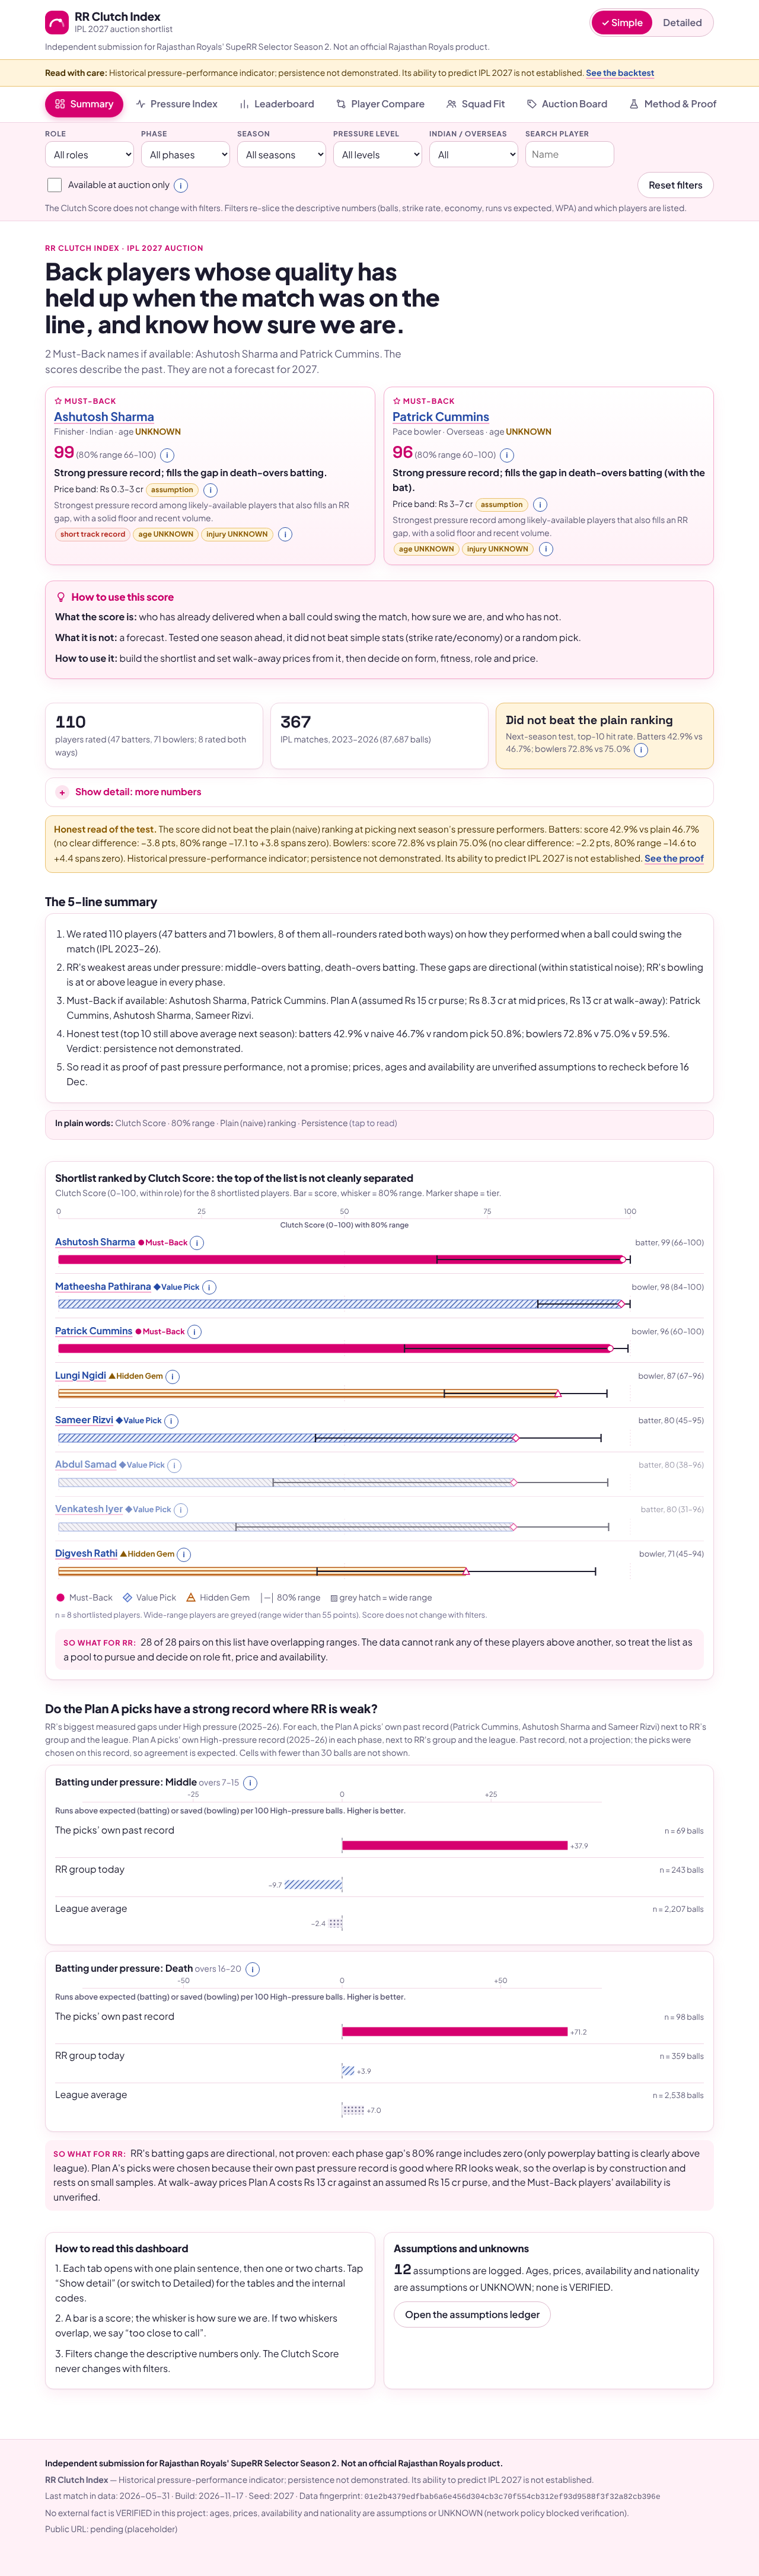 RR Clutch Index
IPL 2027 auction shortlist
✓ Simple
Detailed
Independent submission for Rajasthan Royals' SupeRR Selector Season 2. Not an official Rajasthan Royals product.
Read with care: Historical pressure-performance indicator; persistence not demonstrated. Its ability to predict IPL 2027 is not established. See the backtest
Summary
Pressure Index
Leaderboard
Player Compare
Squad Fit
Auction Board
Method & Proof
ROLE
PHASE
SEASON
PRESSURE LEVEL
INDIAN / OVERSEAS
SEARCH PLAYER
All roles
All phases
All seasons
All levels
All
Name
Available at auction only i
Reset filters
The Clutch Score does not change with filters. Filters re-slice the descriptive numbers (balls, strike rate, economy, runs vs expected, WPA) and which players are listed.
RR CLUTCH INDEX · IPL 2027 AUCTION
Back players whose quality has
held up when the match was on the
line, and know how sure we are.
2 Must-Back names if available: Ashutosh Sharma and Patrick Cummins. The
scores describe the past. They are not a forecast for 2027.
MUST-BACK
Ashutosh Sharma
Finisher · Indian · age UNKNOWN
99 (80% range 66–100) i
Strong pressure record; fills the gap in death-overs batting.
Price band: Rs 0.3–3 cr assumption i
Strongest pressure record among likely-available players that also fills an RR
gap, with a solid floor and recent volume.
short track record age UNKNOWN injury UNKNOWN i
MUST-BACK
Patrick Cummins
Pace bowler · Overseas · age UNKNOWN
96 (80% range 60–100) i
Strong pressure record; fills the gap in death-overs batting (with the
bat).
Price band: Rs 3–7 cr assumption i
Strongest pressure record among likely-available players that also fills an RR
gap, with a solid floor and recent volume.
age UNKNOWN injury UNKNOWN i
How to use this score
What the score is: who has already delivered when a ball could swing the match, how sure we are, and who has not.
What it is not: a forecast. Tested one season ahead, it did not beat simple stats (strike rate/economy) or a random pick.
How to use it: build the shortlist and set walk-away prices from it, then decide on form, fitness, role and price.
110
players rated (47 batters, 71 bowlers; 8 rated both
ways)
367
IPL matches, 2023–2026 (87,687 balls)
Did not beat the plain ranking
Next-season test, top-10 hit rate. Batters 42.9% vs
46.7%; bowlers 72.8% vs 75.0% i
+ Show detail: more numbers
Honest read of the test. The score did not beat the plain (naive) ranking at picking next season's pressure performers. Batters: score 42.9% vs plain 46.7%
(no clear difference: −3.8 pts, 80% range −17.1 to +3.8 spans zero). Bowlers: score 72.8% vs plain 75.0% (no clear difference: −2.2 pts, 80% range −14.6 to
+4.4 spans zero). Historical pressure-performance indicator; persistence not demonstrated. Its ability to predict IPL 2027 is not established. See the proof
The 5-line summary
1. We rated 110 players (47 batters and 71 bowlers, 8 of them all-rounders rated both ways) on how they performed when a ball could swing the
match (IPL 2023–26).
2. RR's weakest areas under pressure: middle-overs batting, death-overs batting. These gaps are directional (within statistical noise); RR's bowling
is at or above league in every phase.
3. Must-Back if available: Ashutosh Sharma, Patrick Cummins. Plan A (assumed Rs 15 cr purse; Rs 8.3 cr at mid prices, Rs 13 cr at walk-away): Patrick
Cummins, Ashutosh Sharma, Sameer Rizvi.
4. Honest test (top 10 still above average next season): batters 42.9% v naive 46.7% v random pick 50.8%; bowlers 72.8% v 75.0% v 59.5%.
Verdict: persistence not demonstrated.
5. So read it as proof of past pressure performance, not a promise; prices, ages and availability are unverified assumptions to recheck before 16
Dec.
In plain words: Clutch Score · 80% range · Plain (naive) ranking · Persistence (tap to read)
Shortlist ranked by Clutch Score: the top of the list is not cleanly separated
Clutch Score (0–100, within role) for the 8 shortlisted players. Bar = score, whisker = 80% range. Marker shape = tier.
0 25 50 75 100
Clutch Score (0–100) with 80% range
Ashutosh Sharma ●Must-Back i batter, 99 (66–100)
Matheesha Pathirana ◆Value Pick i bowler, 98 (84–100)
Patrick Cummins ●Must-Back i bowler, 96 (60–100)
Lungi Ngidi ▲Hidden Gem i bowler, 87 (67–96)
Sameer Rizvi ◆Value Pick i batter, 80 (45–95)
Abdul Samad ◆Value Pick i batter, 80 (38–96)
Venkatesh Iyer ◆Value Pick i batter, 80 (31–96)
Digvesh Rathi ▲Hidden Gem i bowler, 71 (45–94)
Must-Back Value Pick Hidden Gem |—| 80% range ▨ grey hatch = wide range
n = 8 shortlisted players. Wide-range players are greyed (range wider than 55 points). Score does not change with filters.
SO WHAT FOR RR: 28 of 28 pairs on this list have overlapping ranges. The data cannot rank any of these players above another, so treat the list as
a pool to pursue and decide on role fit, price and availability.
Do the Plan A picks have a strong record where RR is weak?
RR's biggest measured gaps under High pressure (2025–26). For each, the Plan A picks' own past record (Patrick Cummins, Ashutosh Sharma and Sameer Rizvi) next to RR's
group and the league. Plan A picks' own High-pressure record (2025–26) in each phase, next to RR's group and the league. Past record, not a projection; the picks were
chosen on this record, so agreement is expected. Cells with fewer than 30 balls are not shown.
Batting under pressure: Middle overs 7–15 i
-25 0 +25
Runs above expected (batting) or saved (bowling) per 100 High-pressure balls. Higher is better.
The picks' own past record n = 69 balls
+37.9
RR group today n = 243 balls
−9.7
League average n = 2,207 balls
−2.4
Batting under pressure: Death overs 16–20 i
-50 0 +50
Runs above expected (batting) or saved (bowling) per 100 High-pressure balls. Higher is better.
The picks' own past record n = 98 balls
+71.2
RR group today n = 359 balls
+3.9
League average n = 2,538 balls
+7.0
SO WHAT FOR RR: RR's batting gaps are directional, not proven: each phase gap's 80% range includes zero (only powerplay batting is clearly above
league). Plan A's picks were chosen because their own past pressure record is good where RR looks weak, so the overlap is by construction and
rests on small samples. At walk-away prices Plan A costs Rs 13 cr against an assumed Rs 15 cr purse, and the Must-Back players' availability is
unverified.
How to read this dashboard
1. Each tab opens with one plain sentence, then one or two charts. Tap
“Show detail” (or switch to Detailed) for the tables and the internal
codes.
2. A bar is a score; the whisker is how sure we are. If two whiskers
overlap, we say “too close to call”.
3. Filters change the descriptive numbers only. The Clutch Score
never changes with filters.
Assumptions and unknowns
12 assumptions are logged. Ages, prices, availability and nationality
are assumptions or UNKNOWN; none is VERIFIED.
Open the assumptions ledger
Independent submission for Rajasthan Royals' SupeRR Selector Season 2. Not an official Rajasthan Royals product.
RR Clutch Index — Historical pressure-performance indicator; persistence not demonstrated. Its ability to predict IPL 2027 is not established.
Last match in data: 2026-05-31 · Build: 2026-11-17 · Seed: 2027 · Data fingerprint: 01e2b4379edfbab6a6e456d304cb3c70f554cb312ef93d9588f3f32a82cb396e
No external fact is VERIFIED in this project: ages, prices, availability and nationality are assumptions or UNKNOWN (network policy blocked verification).
Public URL: pending (placeholder)